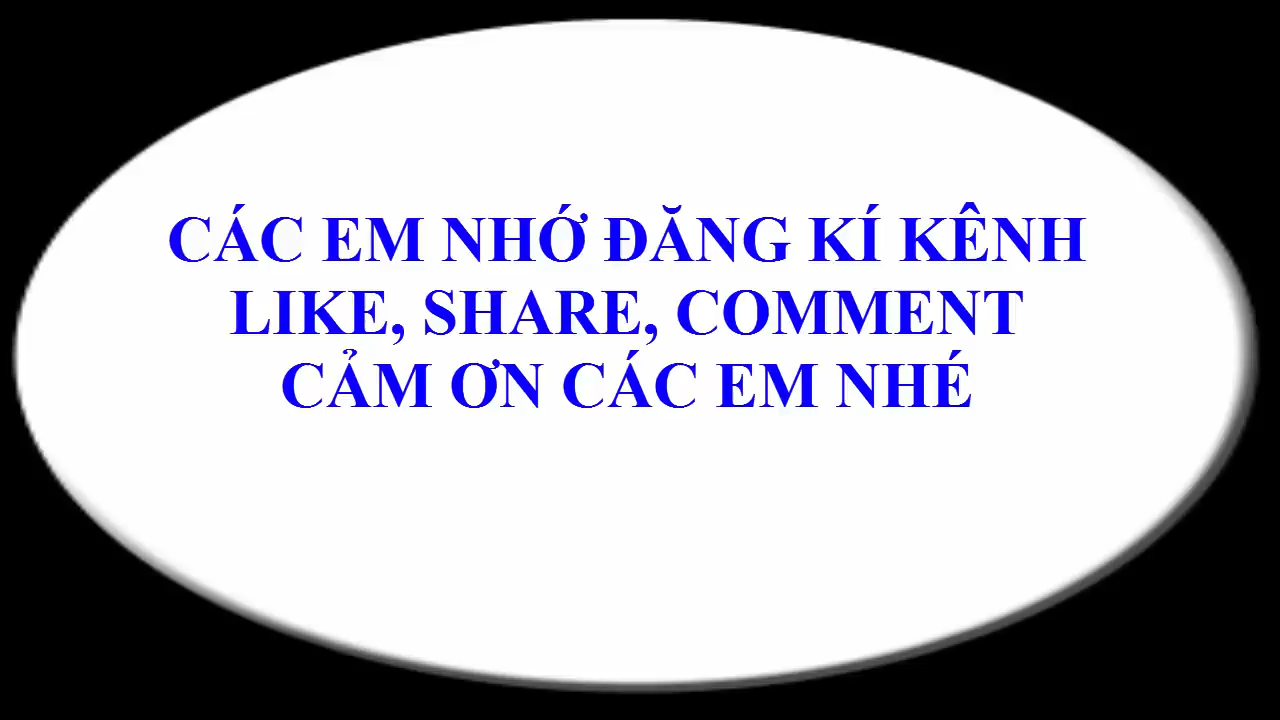 CÁC EM NHỚ ĐĂNG KÍ KÊNH
LIKE, SHARE, COMMENT
CẢM ƠN CÁC EM NHÉ